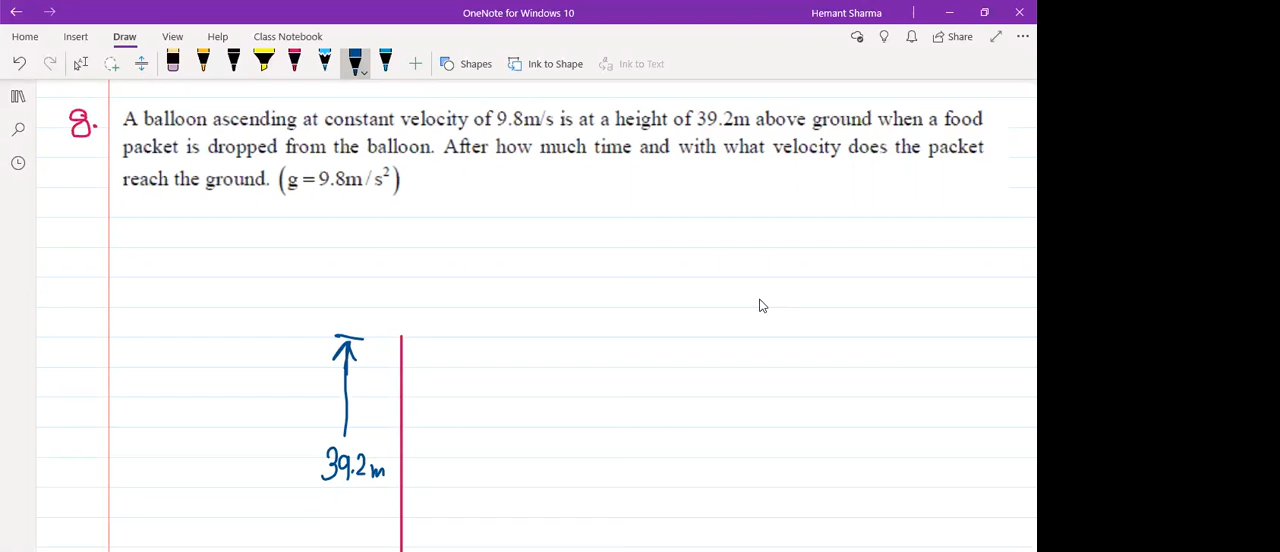 OneNote for Windows 10
Hemant Sharma
Home Insert Draw View Help Class Notebook
Share
Shapes Ink to Shape Ink to Text
8.
A balloon ascending at constant velocity of 9.8m/s is at a height of 39.2m above ground when a food
packet is dropped from the balloon. After how much time and with what velocity does the packet
reach the ground. (g = 9.8m/s²)
39.2m